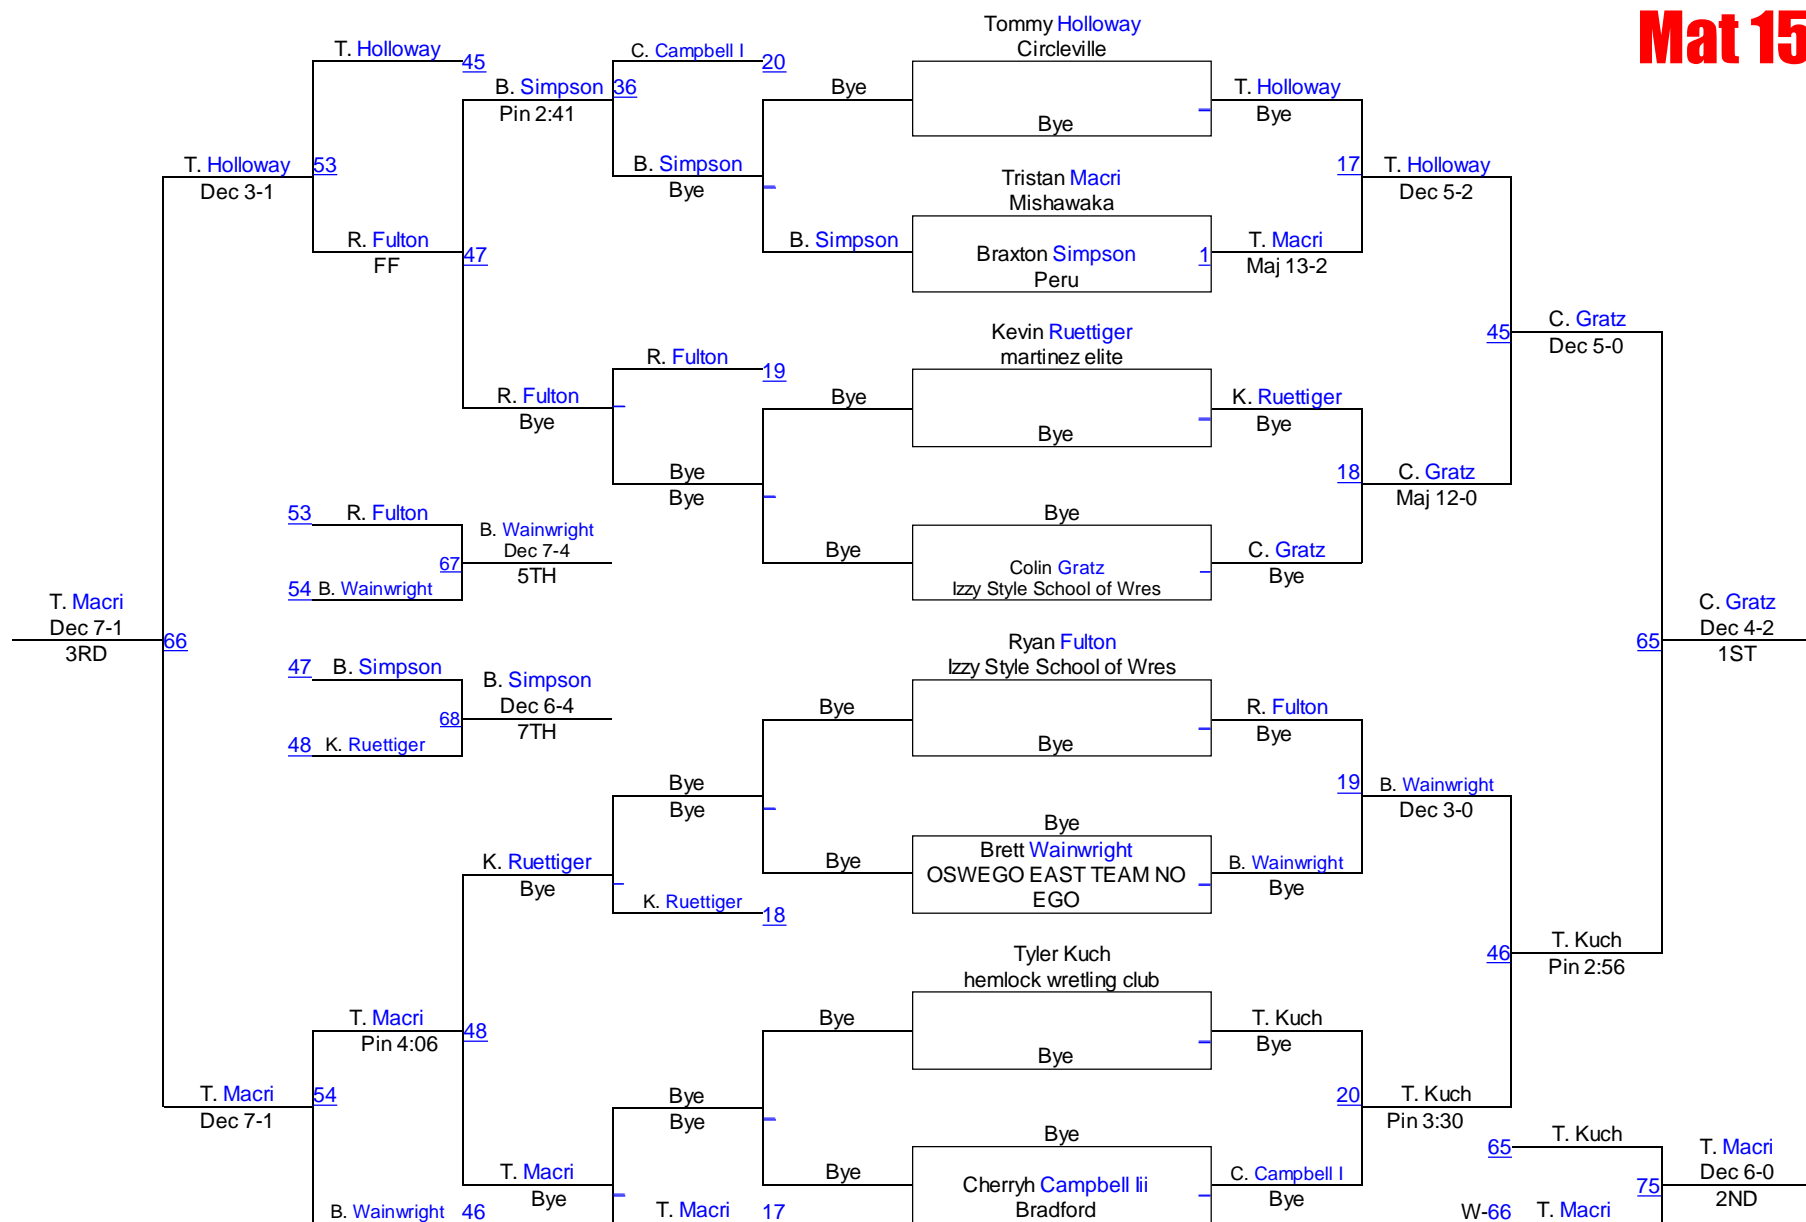 Mat 15
Tommy Holloway
Circleville
T. Holloway
45
C. Campbell I
20
B. Simpson
36
Pin 2:41
Bye
Bye
T. Holloway
Bye
T. Holloway
53
Dec 3-1
B. Simpson
Bye
Tristan Macri
Mishawaka
17
T. Holloway
Dec 5-2
R. Fulton
FF
47
B. Simpson
Braxton Simpson
Peru
1
T. Macri
Maj 13-2
Kevin Ruettiger
martinez elite
45
C. Gratz
Dec 5-0
R. Fulton
19
R. Fulton
Bye
Bye
Bye
K. Ruettiger
Bye
Bye
Bye
18
C. Gratz
Maj 12-0
53
R. Fulton
B. Wainwright
Dec 7-4
5TH
67
54
B. Wainwright
Bye
Bye
Colin Gratz
Izzy Style School of Wres
C. Gratz
Bye
T. Macri
Dec 7-1
3RD
66
Ryan Fulton
Izzy Style School of Wres
65
C. Gratz
Dec 4-2
1ST
47
B. Simpson
B. Simpson
Dec 6-4
7TH
68
48
K. Ruettiger
Bye
Bye
R. Fulton
Bye
Bye
Bye
19
B. Wainwright
Dec 3-0
K. Ruettiger
Bye
Bye
Bye
Brett Wainwright
OSWEGO EAST TEAM NO
EGO
B. Wainwright
Bye
K. Ruettiger
18
Tyler Kuch
hemlock wretling club
46
T. Kuch
Pin 2:56
T. Macri
Pin 4:06
48
Bye
Bye
T. Kuch
Bye
T. Macri
54
Dec 7-1
Bye
Bye
20
T. Kuch
Pin 3:30
T. Macri
Bye
Bye
Bye
Cherryh Campbell Iii
Bradford
C. Campbell I
Bye
65
T. Kuch
T. Macri
Dec 6-0
2ND
75
B. Wainwright
46
T. Macri
17
W-66
T. Macri